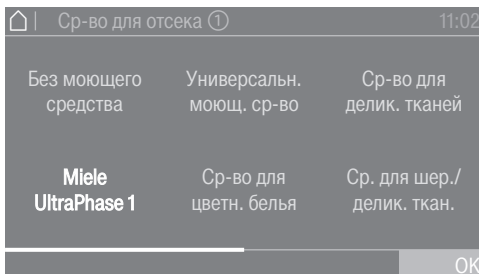 Ср-во для отсека ① 11:02
Без моющего Универсальн. Ср-во для
средства моющ. ср-во делик. тканей
Miele Ср-во для Ср. для шер./
UltraPhase 1 цветн. белья делик. ткан.
OK